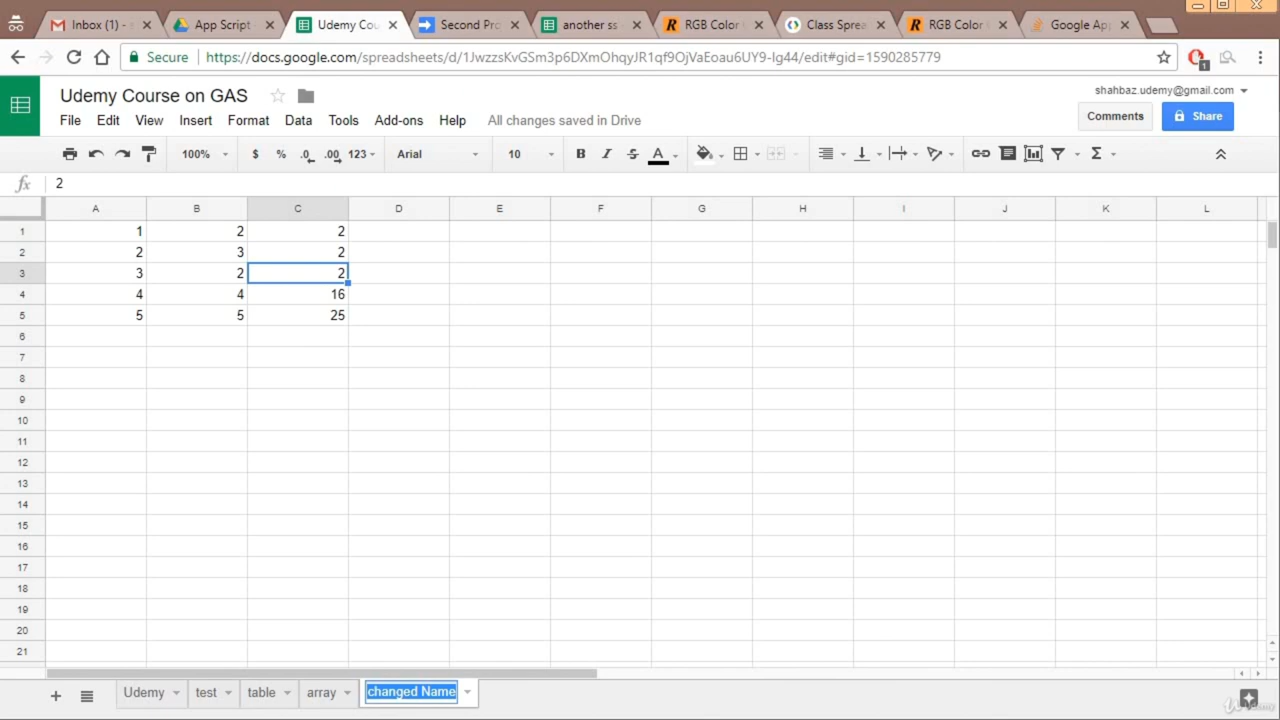 Inbox (1) - App Script Udemy Cou Second Pro another ss RGB Color Class Sprea RGB Color Google App
Secure https://docs.google.com/spreadsheets/d/1JwzzsKvGSm3p6DXmOhqyJR1qf9OjVaEoau6UY9-Ig44/edit#gid=1590285779 1
Udemy Course on GAS shahbaz.udemy@gmail.com
File Edit View Insert Format Data Tools Add-ons Help All changes saved in Drive Comments Share
100% $ % .0 .00 123 Arial 10 B I S A Σ
fx 2
A B C D E F G H I J K L
1 1 2 2
2 2 3 2
3 3 2 2
4 4 4 16
5 5 5 25
6
7
8
9
10
11
12
13
14
15
16
17
18
19
20
21
Udemy test table array changed Name
Udemy